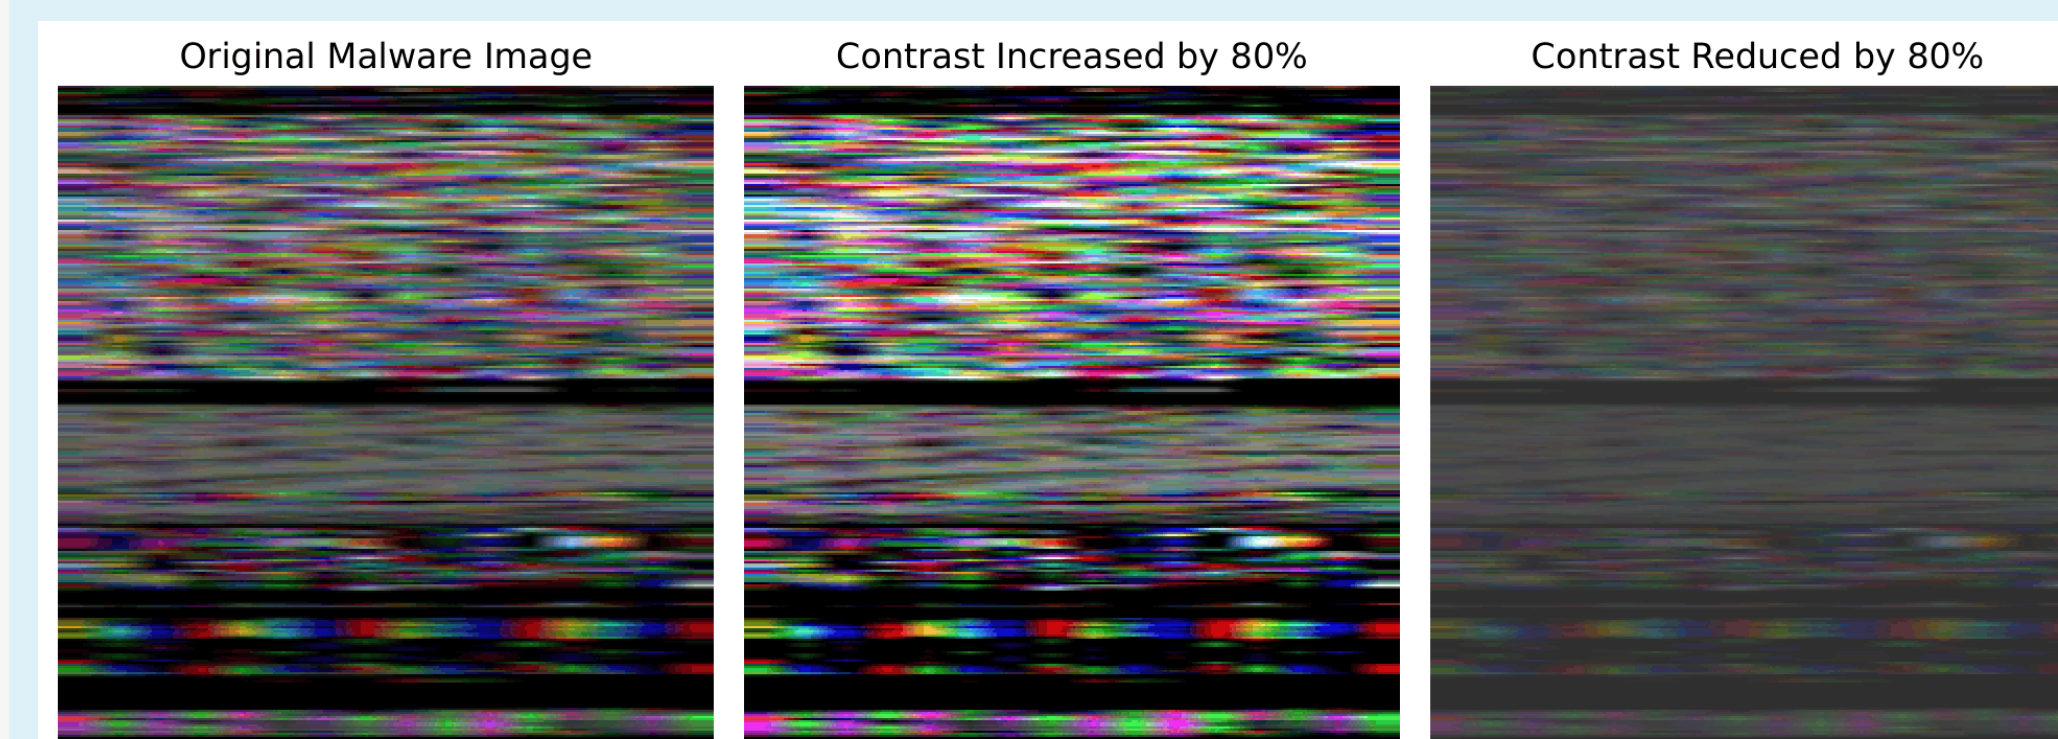 Original Malware Image
Contrast Increased by 80%
Contrast Reduced by 80%